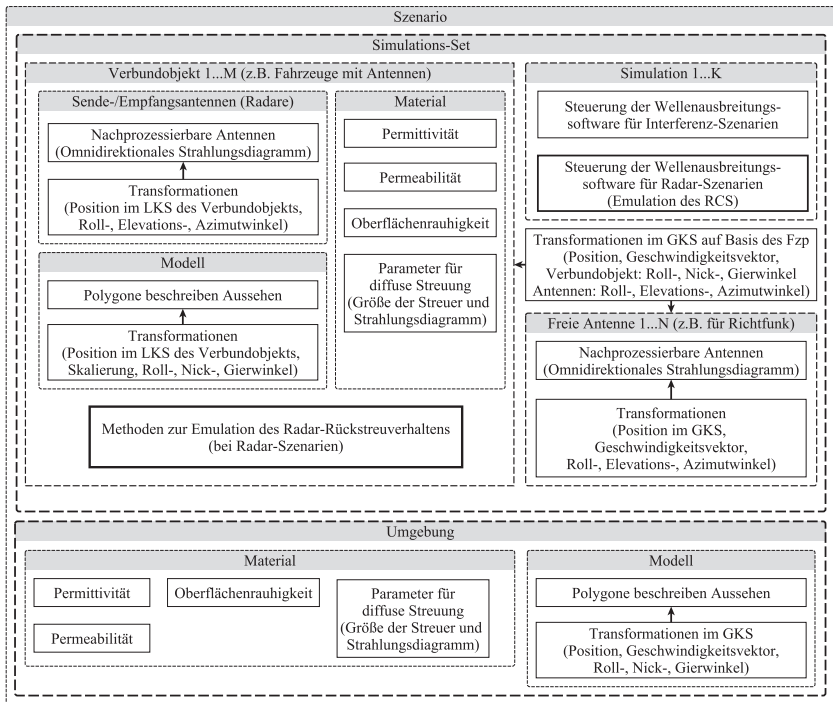 Szenario
Simulations-Set
Verbundobjekt 1...M (z.B. Fahrzeuge mit Antennen)
Sende-/Empfangsantennen (Radare)
Nachprozessierbare Antennen
(Omnidirektionales Strahlungsdiagramm)
Transformationen
(Position im LKS des Verbundobjekts,
Roll-, Elevations-, Azimutwinkel)
Modell
Polygone beschreiben Aussehen
Transformationen
(Position im LKS des Verbundobjekts,
Skalierung, Roll-, Nick-, Gierwinkel)
Material
Permittivität
Permeabilität
Oberflächenrauhigkeit
Parameter für
diffuse Streuung
(Größe der Streuer und
Strahlungsdiagramm)
Methoden zur Emulation des Radar-Rückstreuverhaltens
(bei Radar-Szenarien)
Simulation 1...K
Steuerung der Wellenausbreitungs-
software für Interferenz-Szenarien
Steuerung der Wellenausbreitungs-
software für Radar-Szenarien
(Emulation des RCS)
Transformationen im GKS auf Basis des Fzp
(Position, Geschwindigkeitsvektor,
Verbundobjekt: Roll-, Nick-, Gierwinkel
Antennen: Roll-, Elevations-, Azimutwinkel)
Freie Antenne 1...N (z.B. für Richtfunk)
Nachprozessierbare Antennen
(Omnidirektionales Strahlungsdiagramm)
Transformationen
(Position im GKS,
Geschwindigkeitsvektor,
Roll-, Elevations-, Azimutwinkel)
Umgebung
Material
Permittivität
Oberflächenrauhigkeit
Permeabilität
Parameter für
diffuse Streuung
(Größe der Streuer und
Strahlungsdiagramm)
Modell
Polygone beschreiben Aussehen
Transformationen im GKS
(Position, Geschwindigkeitsvektor,
Roll-, Nick-, Gierwinkel)